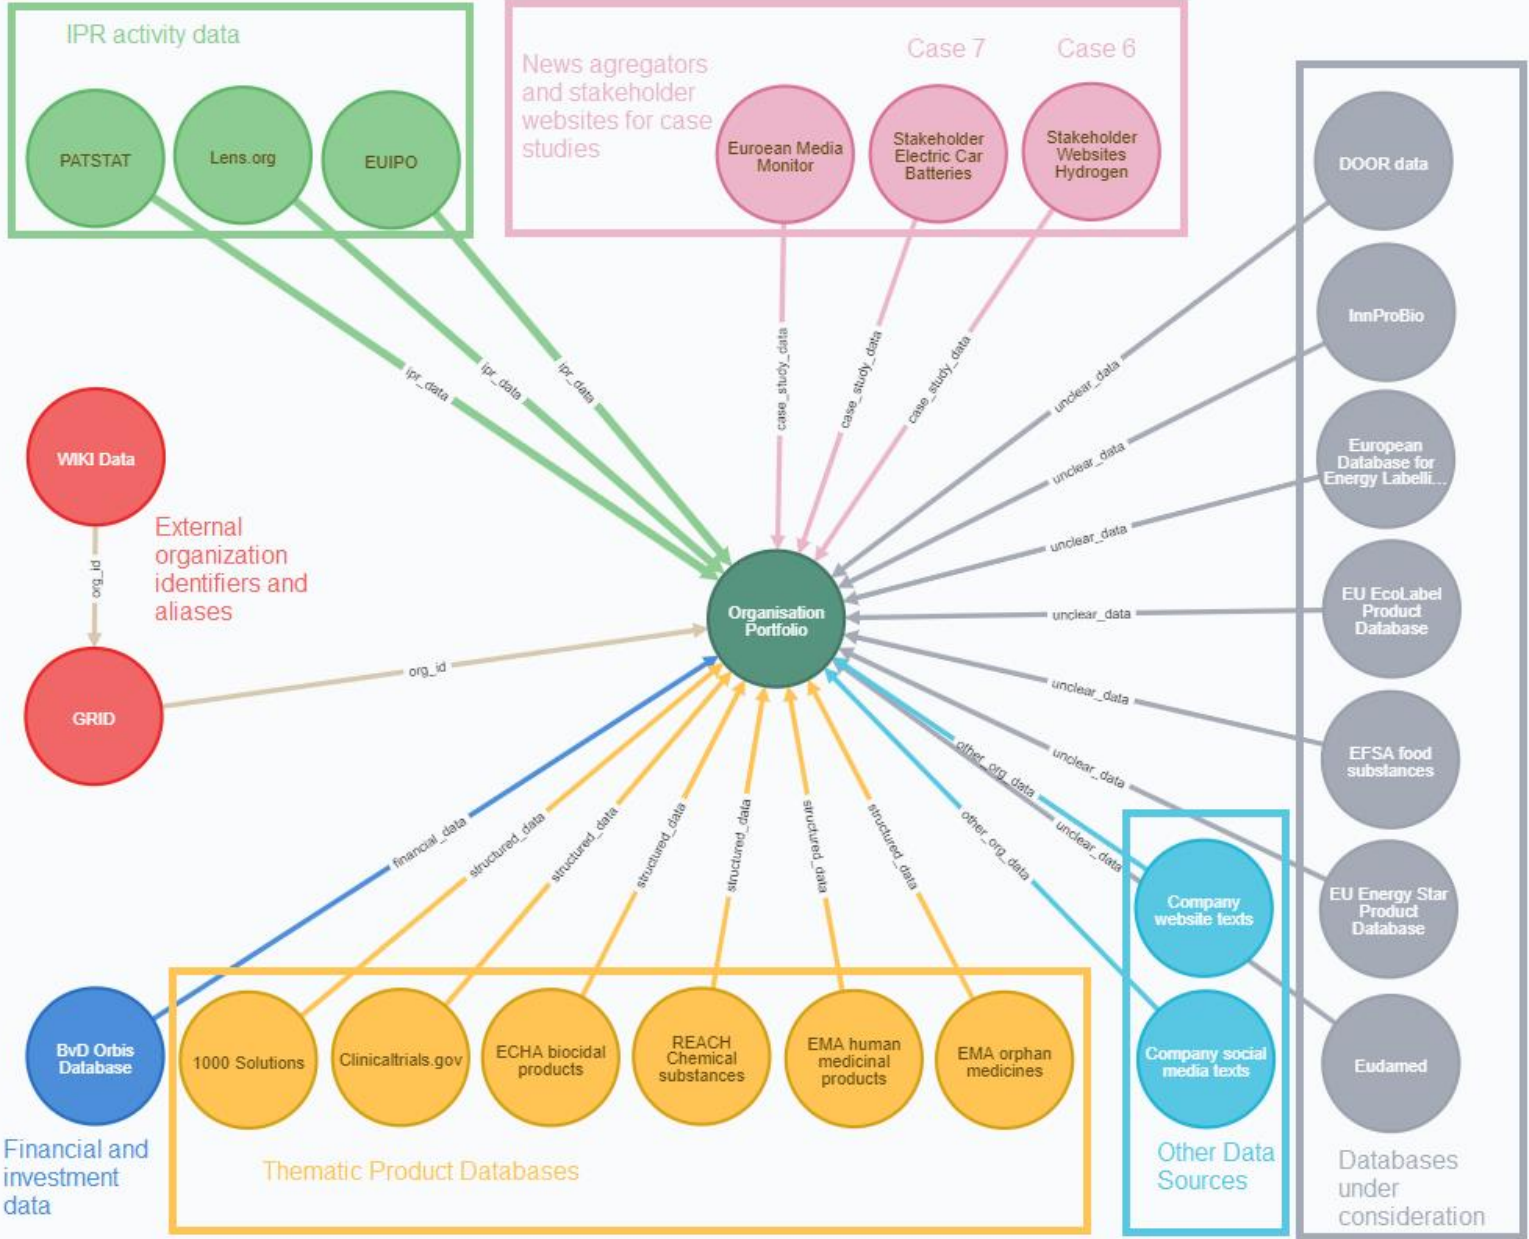 IPR activity data
PATSTAT
Lens.org
EUIPO
News agregators
and stakeholder
websites for case
studies
Case 7
Case 6
Euroean Media
Monitor
Stakeholder
Electric Car
Batteries
Stakeholder
Websites
Hydrogen
DOOR data
InnProBio
European
Database for
Energy Labelli...
EU EcoLabel
Product
Database
EFSA food
substances
EU Energy Star
Product
Database
Eudamed
Databases
under
consideration
ipr_data
ipr_data
ipr_data
case_study_data
case_study_data
case_study_data
unclear_data
unclear_data
unclear_data
unclear_data
unclear_data
unclear_data
unclear_data
WIKI Data
org_id
GRID
External
organization
identifiers and
aliases
org_id
Organisation
Portfolio
financial_data
structured_data
structured_data
structured_data
structured_data
structured_data
structured_data
other_org_data
other_org_data
BvD Orbis
Database
Financial and
investment
data
1000 Solutions
Clinicaltrials.gov
ECHA biocidal
products
REACH
Chemical
substances
EMA human
medicinal
products
EMA orphan
medicines
Thematic Product Databases
Company
website texts
Company social
media texts
Other Data
Sources